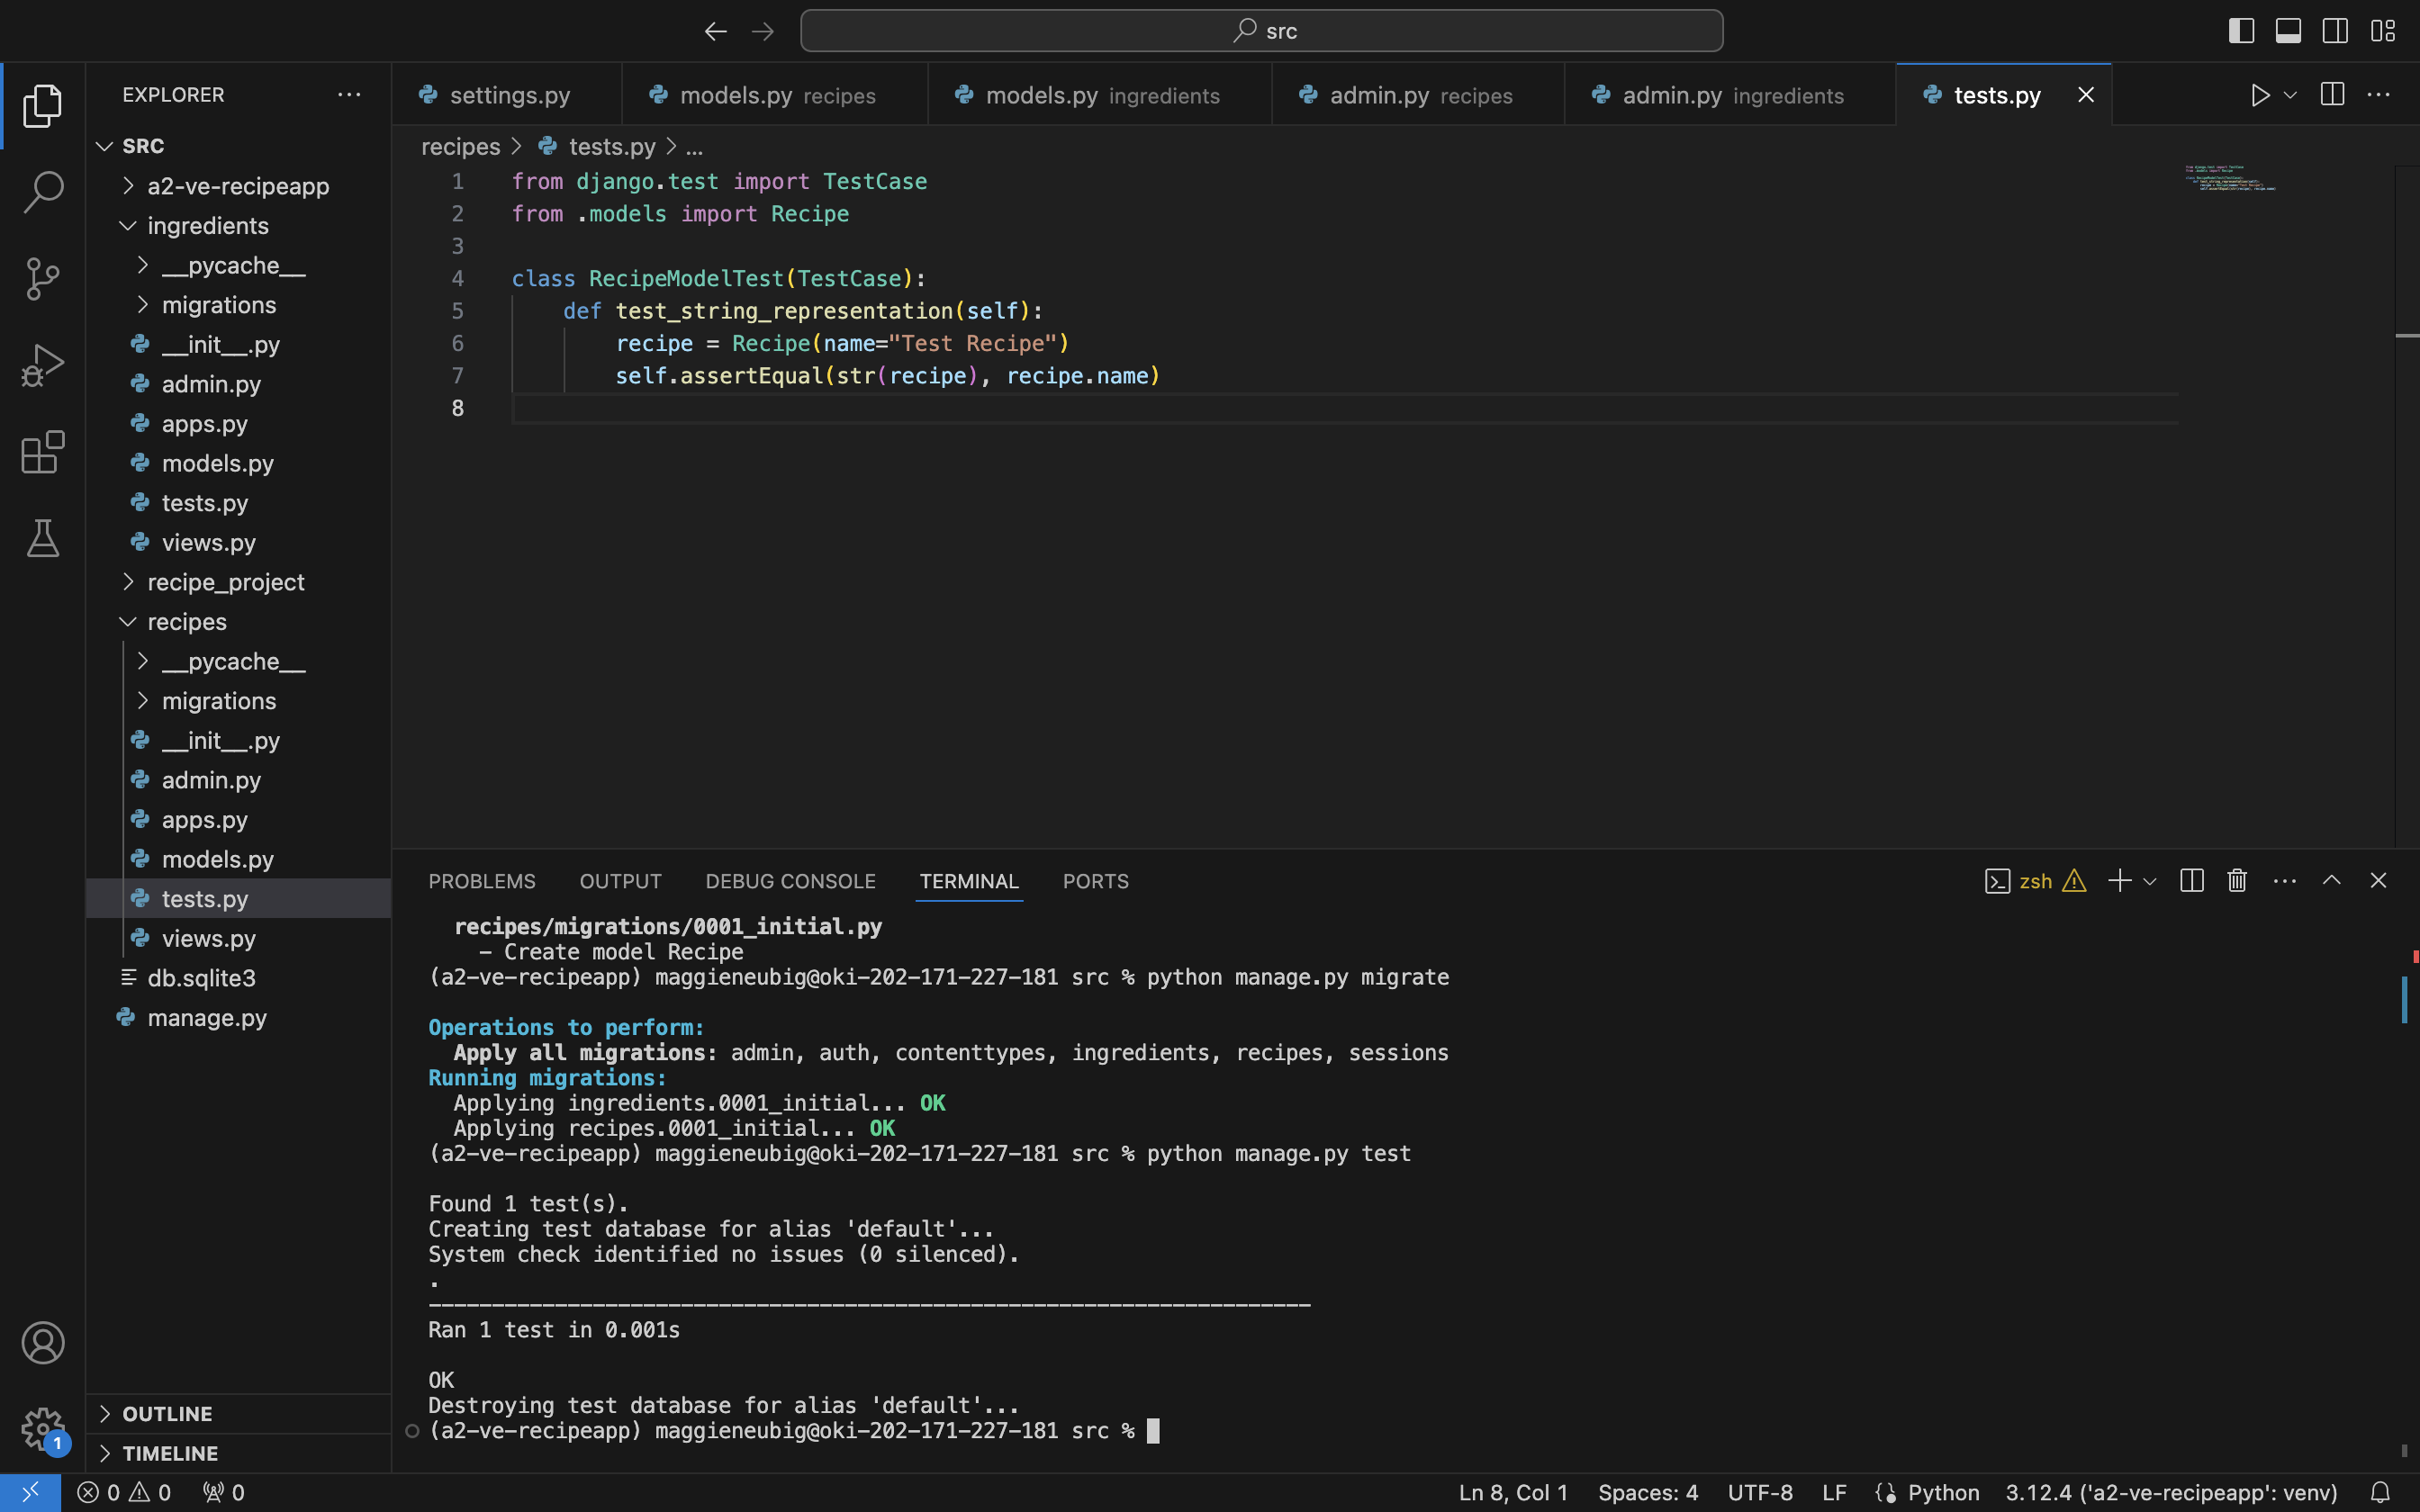 src
EXPLORER
settings.py
models.py recipes
models.py ingredients
admin.py recipes
admin.py ingredients
tests.py
SRC
a2-ve-recipeapp
ingredients
__pycache__
migrations
__init__.py
admin.py
apps.py
models.py
tests.py
views.py
recipe_project
recipes
__pycache__
migrations
__init__.py
admin.py
apps.py
models.py
tests.py
views.py
db.sqlite3
manage.py
OUTLINE
TIMELINE
recipes > tests.py > ...
1 from django.test import TestCase
2 from .models import Recipe
3
4 class RecipeModelTest(TestCase):
5 def test_string_representation(self):
6 recipe = Recipe(name="Test Recipe")
7 self.assertEqual(str(recipe), recipe.name)
8
PROBLEMS OUTPUT DEBUG CONSOLE TERMINAL PORTS
zsh
recipes/migrations/0001_initial.py
- Create model Recipe
(a2-ve-recipeapp) maggieneubig@oki-202-171-227-181 src % python manage.py migrate
Operations to perform:
Apply all migrations: admin, auth, contenttypes, ingredients, recipes, sessions
Running migrations:
Applying ingredients.0001_initial... OK
Applying recipes.0001_initial... OK
(a2-ve-recipeapp) maggieneubig@oki-202-171-227-181 src % python manage.py test
Found 1 test(s).
Creating test database for alias 'default'...
System check identified no issues (0 silenced).
.
----------------------------------------------------------------------
Ran 1 test in 0.001s
OK
Destroying test database for alias 'default'...
(a2-ve-recipeapp) maggieneubig@oki-202-171-227-181 src %
1
0 0 0
Ln 8, Col 1 Spaces: 4 UTF-8 LF Python 3.12.4 ('a2-ve-recipeapp': venv)